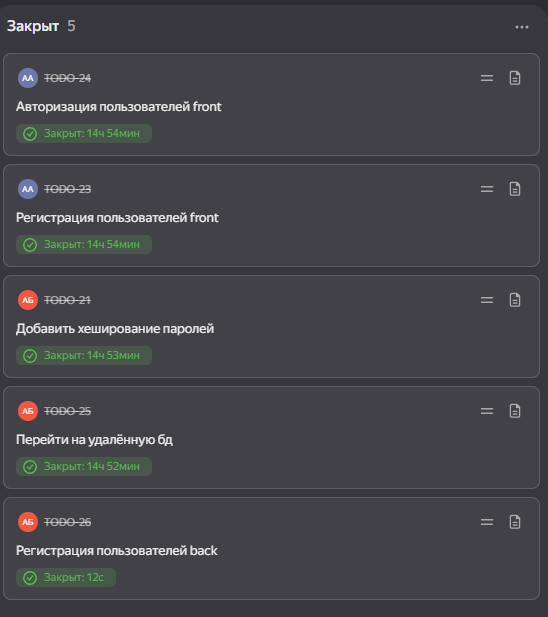 Закрыт 5
АА TODO-24
Авторизация пользователей front
Закрыт: 14ч 54мин
АА TODO-23
Регистрация пользователей front
Закрыт: 14ч 54мин
АБ TODO-21
Добавить хеширование паролей
Закрыт: 14ч 53мин
АБ TODO-25
Перейти на удалённую бд
Закрыт: 14ч 52мин
АБ TODO-26
Регистрация пользователей back
Закрыт: 12с